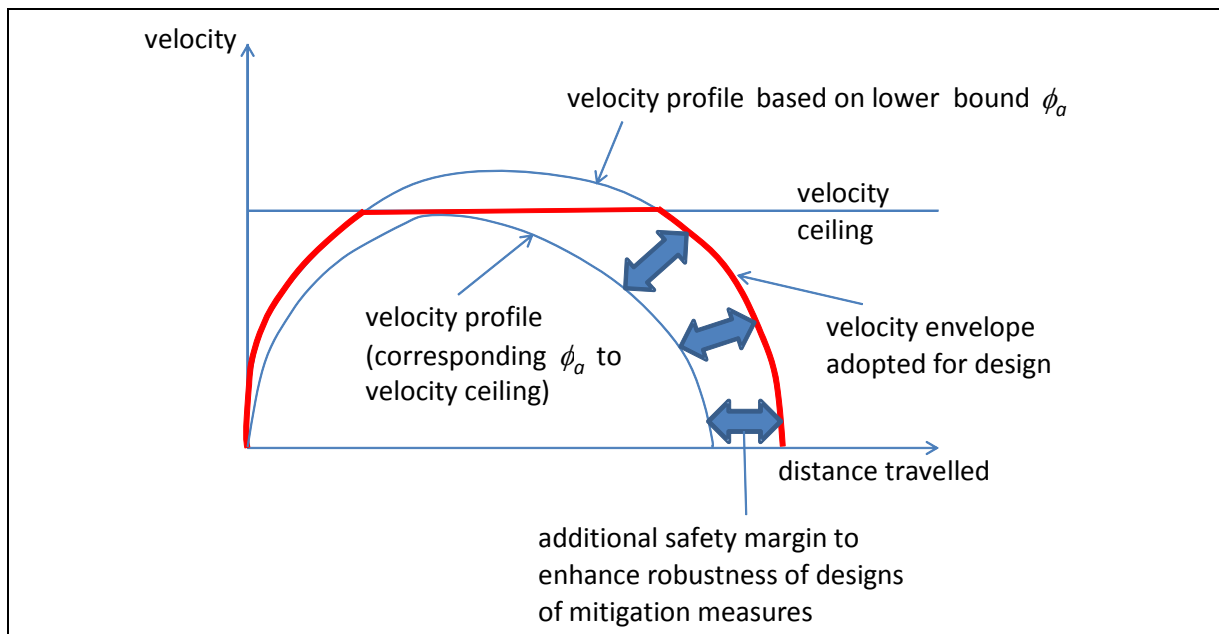 velocity
velocity profile based on lower bound ϕa
velocity
ceiling
velocity profile
(corresponding ϕa to
velocity ceiling)
velocity envelope
adopted for design
distance travelled
additional safety margin to
enhance robustness of designs
of mitigation measures